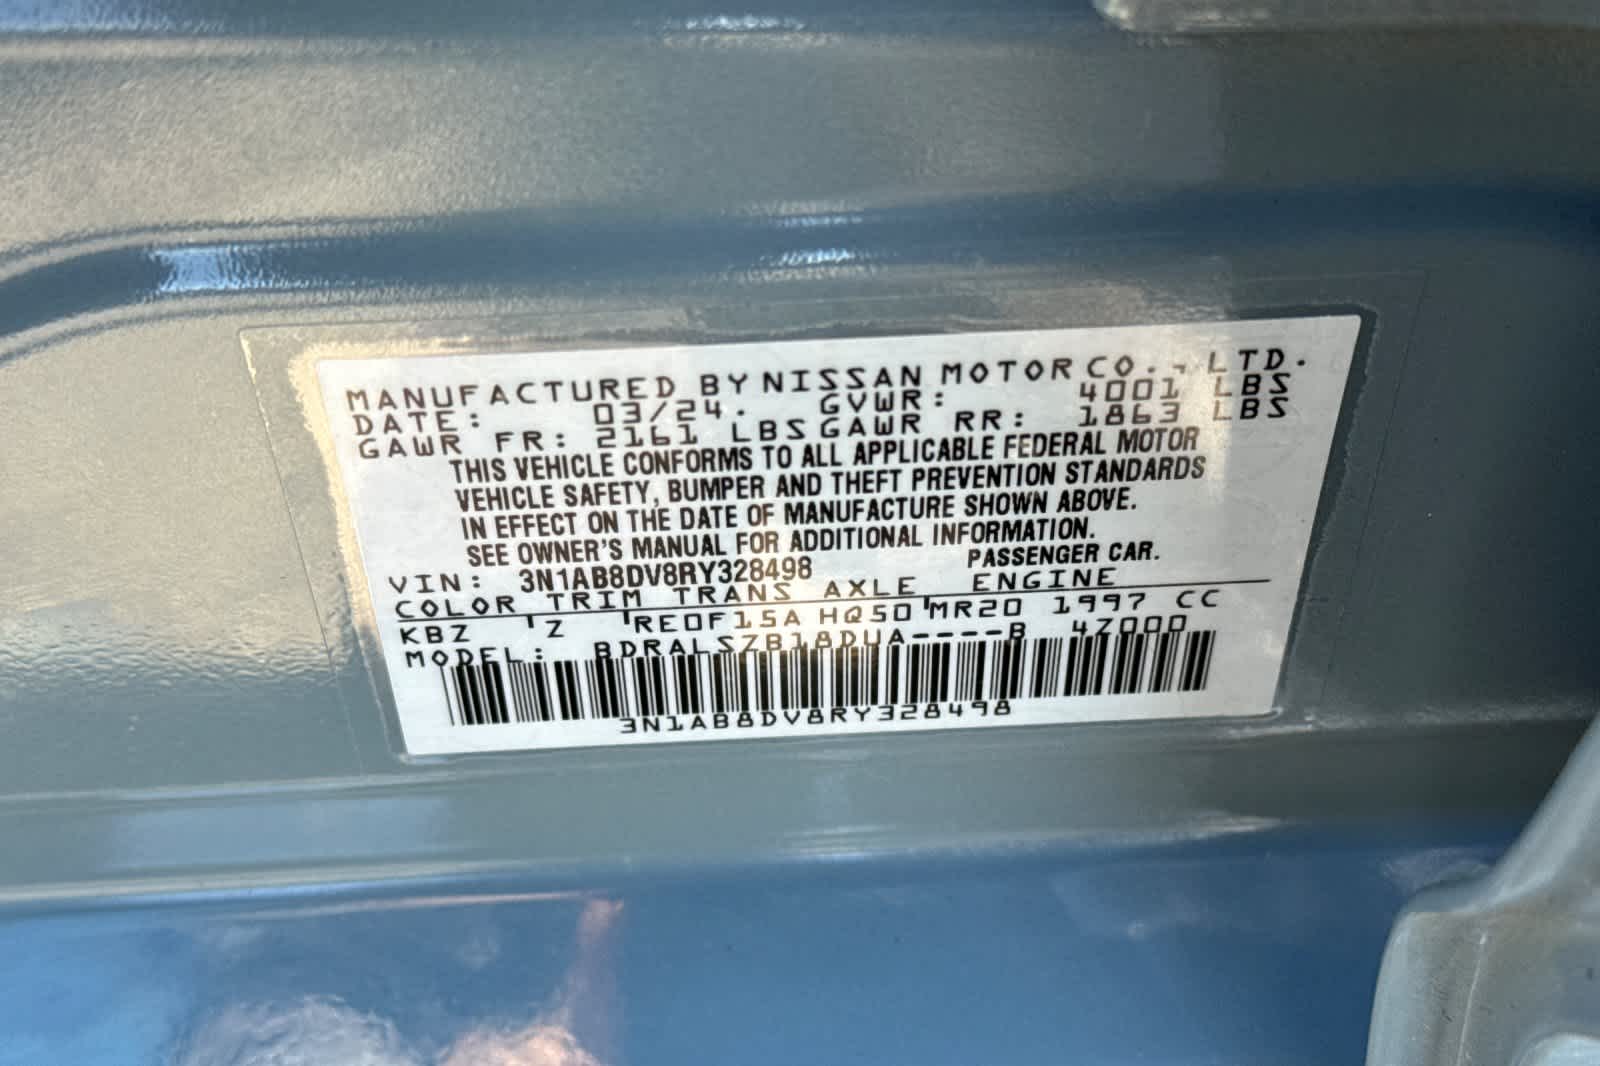 MANUFACTURED BY NISSAN MOTOR CO., LTD.
DATE: 03/24. GVWR: 4001 LBS
GAWR FR: 2161 LBS GAWR RR: 1863 LBS
THIS VEHICLE CONFORMS TO ALL APPLICABLE FEDERAL MOTOR
VEHICLE SAFETY, BUMPER AND THEFT PREVENTION STANDARDS
IN EFFECT ON THE DATE OF MANUFACTURE SHOWN ABOVE.
SEE OWNER'S MANUAL FOR ADDITIONAL INFORMATION.
VIN: 3N1AB8DV8RY328498 PASSENGER CAR.
COLOR TRIM TRANS AXLE ENGINE
KBZ Z RE0F15A HQ50 MR20 1997 CC
MODEL: BDRALSZB18DUA----B 4Z000
3N1AB8DV8RY328498